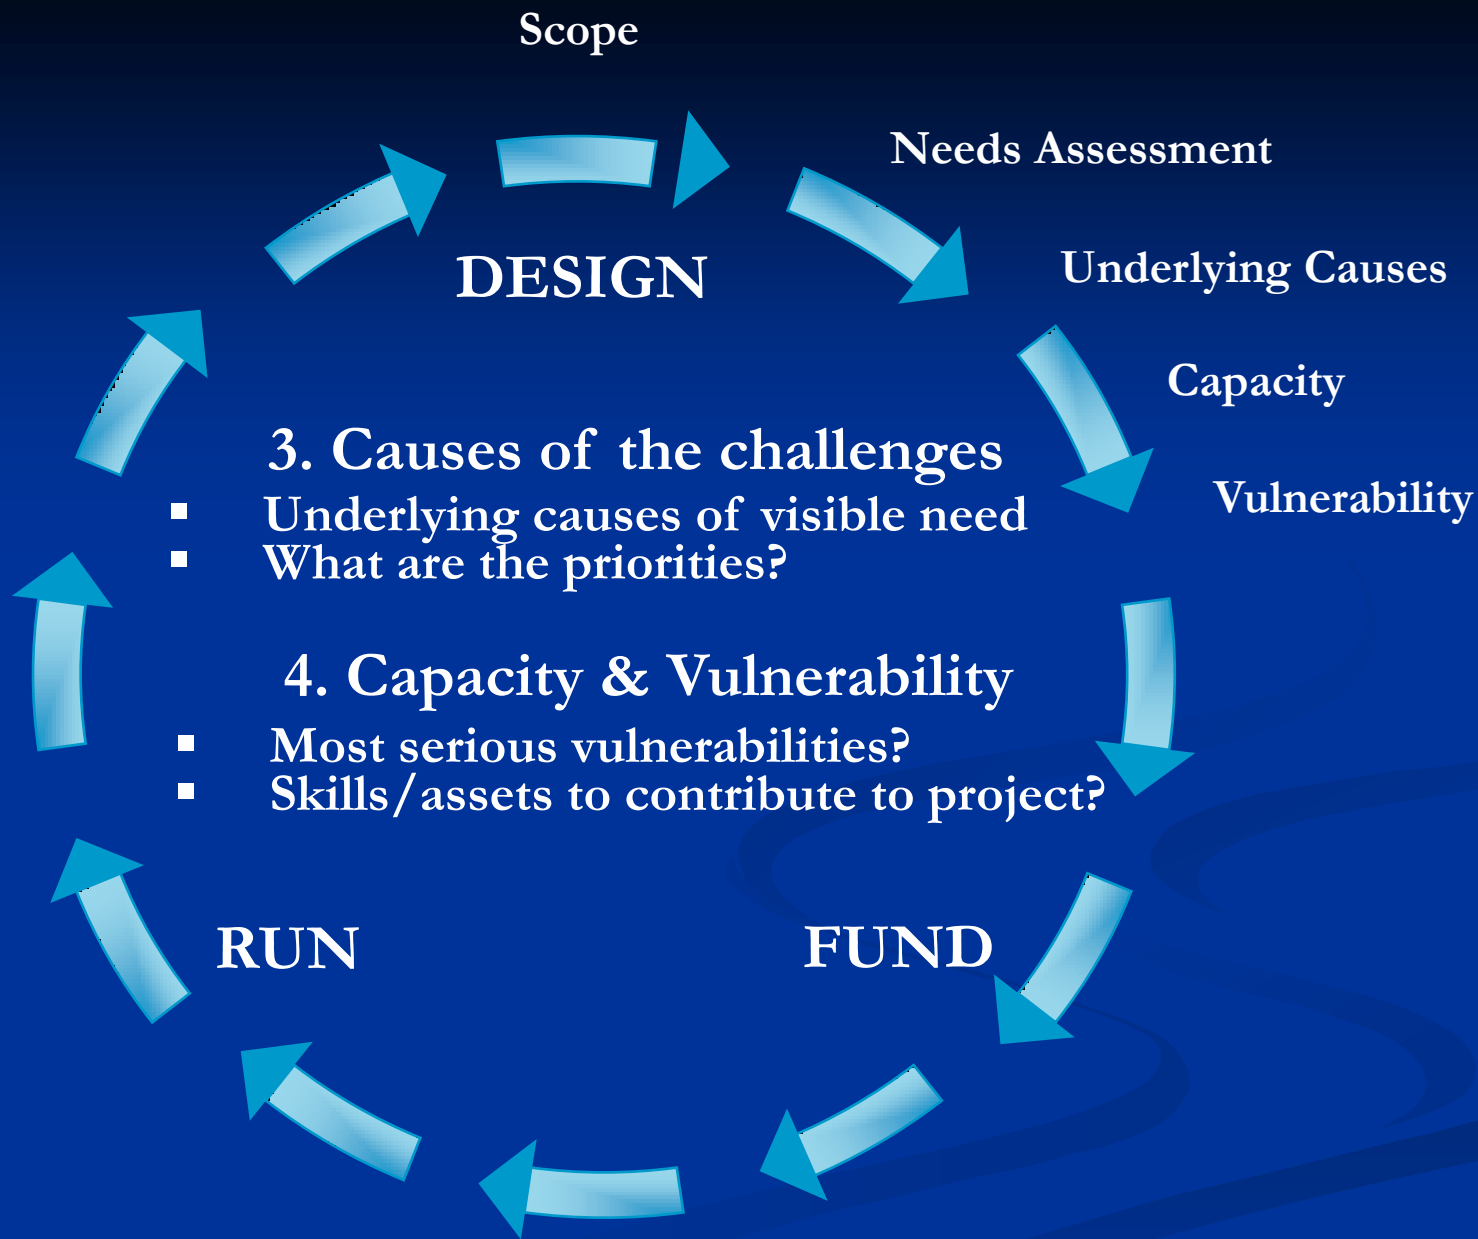 Scope
Needs Assessment
DESIGN
Underlying Causes
Capacity
3. Causes of the challenges
Underlying causes of visible need
Vulnerability
What are the priorities?
4. Capacity & Vulnerability
Most serious vulnerabilities?
Skills/assets to contribute to project?
RUN
FUND